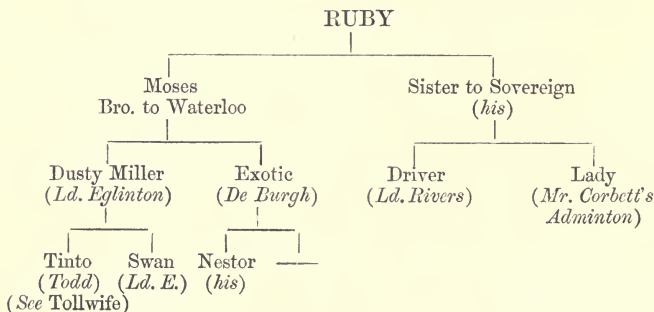 RUBY
Moses Sister to Sovereign
Bro. to Waterloo (his)
Dusty Miller Exotic Driver Lady
(Ld. Eglinton) (De Burgh) (Ld. Rivers) (Mr. Corbett's
Adminton)
Tinto Swan Nestor ——
(Todd) (Ld. E.) (his)
(See Tollwife)